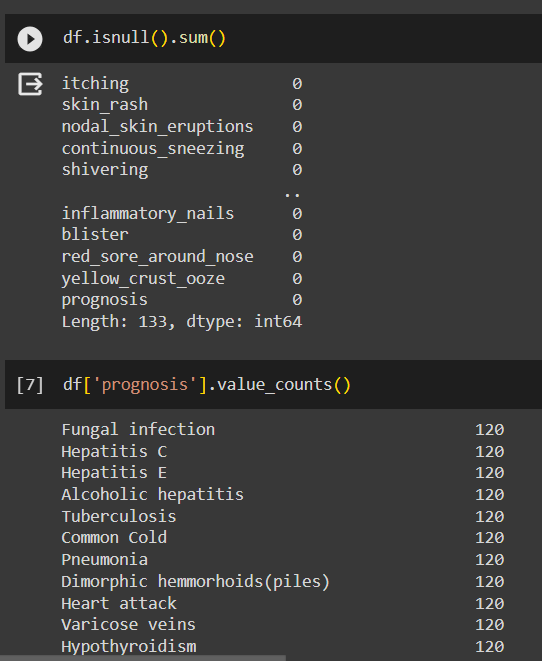 df.isnull().sum()
itching 0
skin_rash 0
nodal_skin_eruptions 0
continuous_sneezing 0
shivering 0
..
inflammatory_nails 0
blister 0
red_sore_around_nose 0
yellow_crust_ooze 0
prognosis 0
Length: 133, dtype: int64
[7] df['prognosis'].value_counts()
Fungal infection 120
Hepatitis C 120
Hepatitis E 120
Alcoholic hepatitis 120
Tuberculosis 120
Common Cold 120
Pneumonia 120
Dimorphic hemmorhoids(piles) 120
Heart attack 120
Varicose veins 120
Hypothyroidism 120